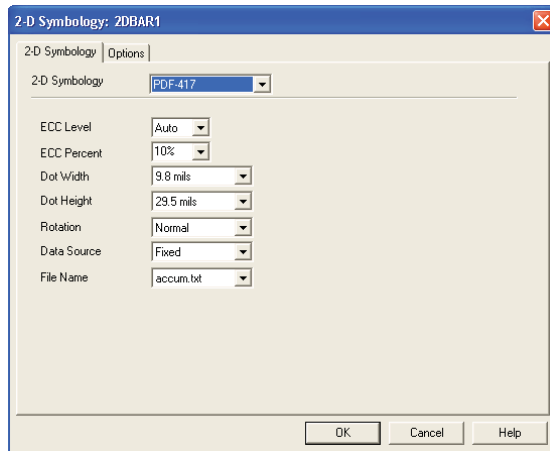 2-D Symbology: 2DBAR1
2-D Symbology Options
2-D Symbology PDF-417
ECC Level Auto
ECC Percent 10%
Dot Width 9.8 mils
Dot Height 29.5 mils
Rotation Normal
Data Source Fixed
File Name accum.txt
OK Cancel Help